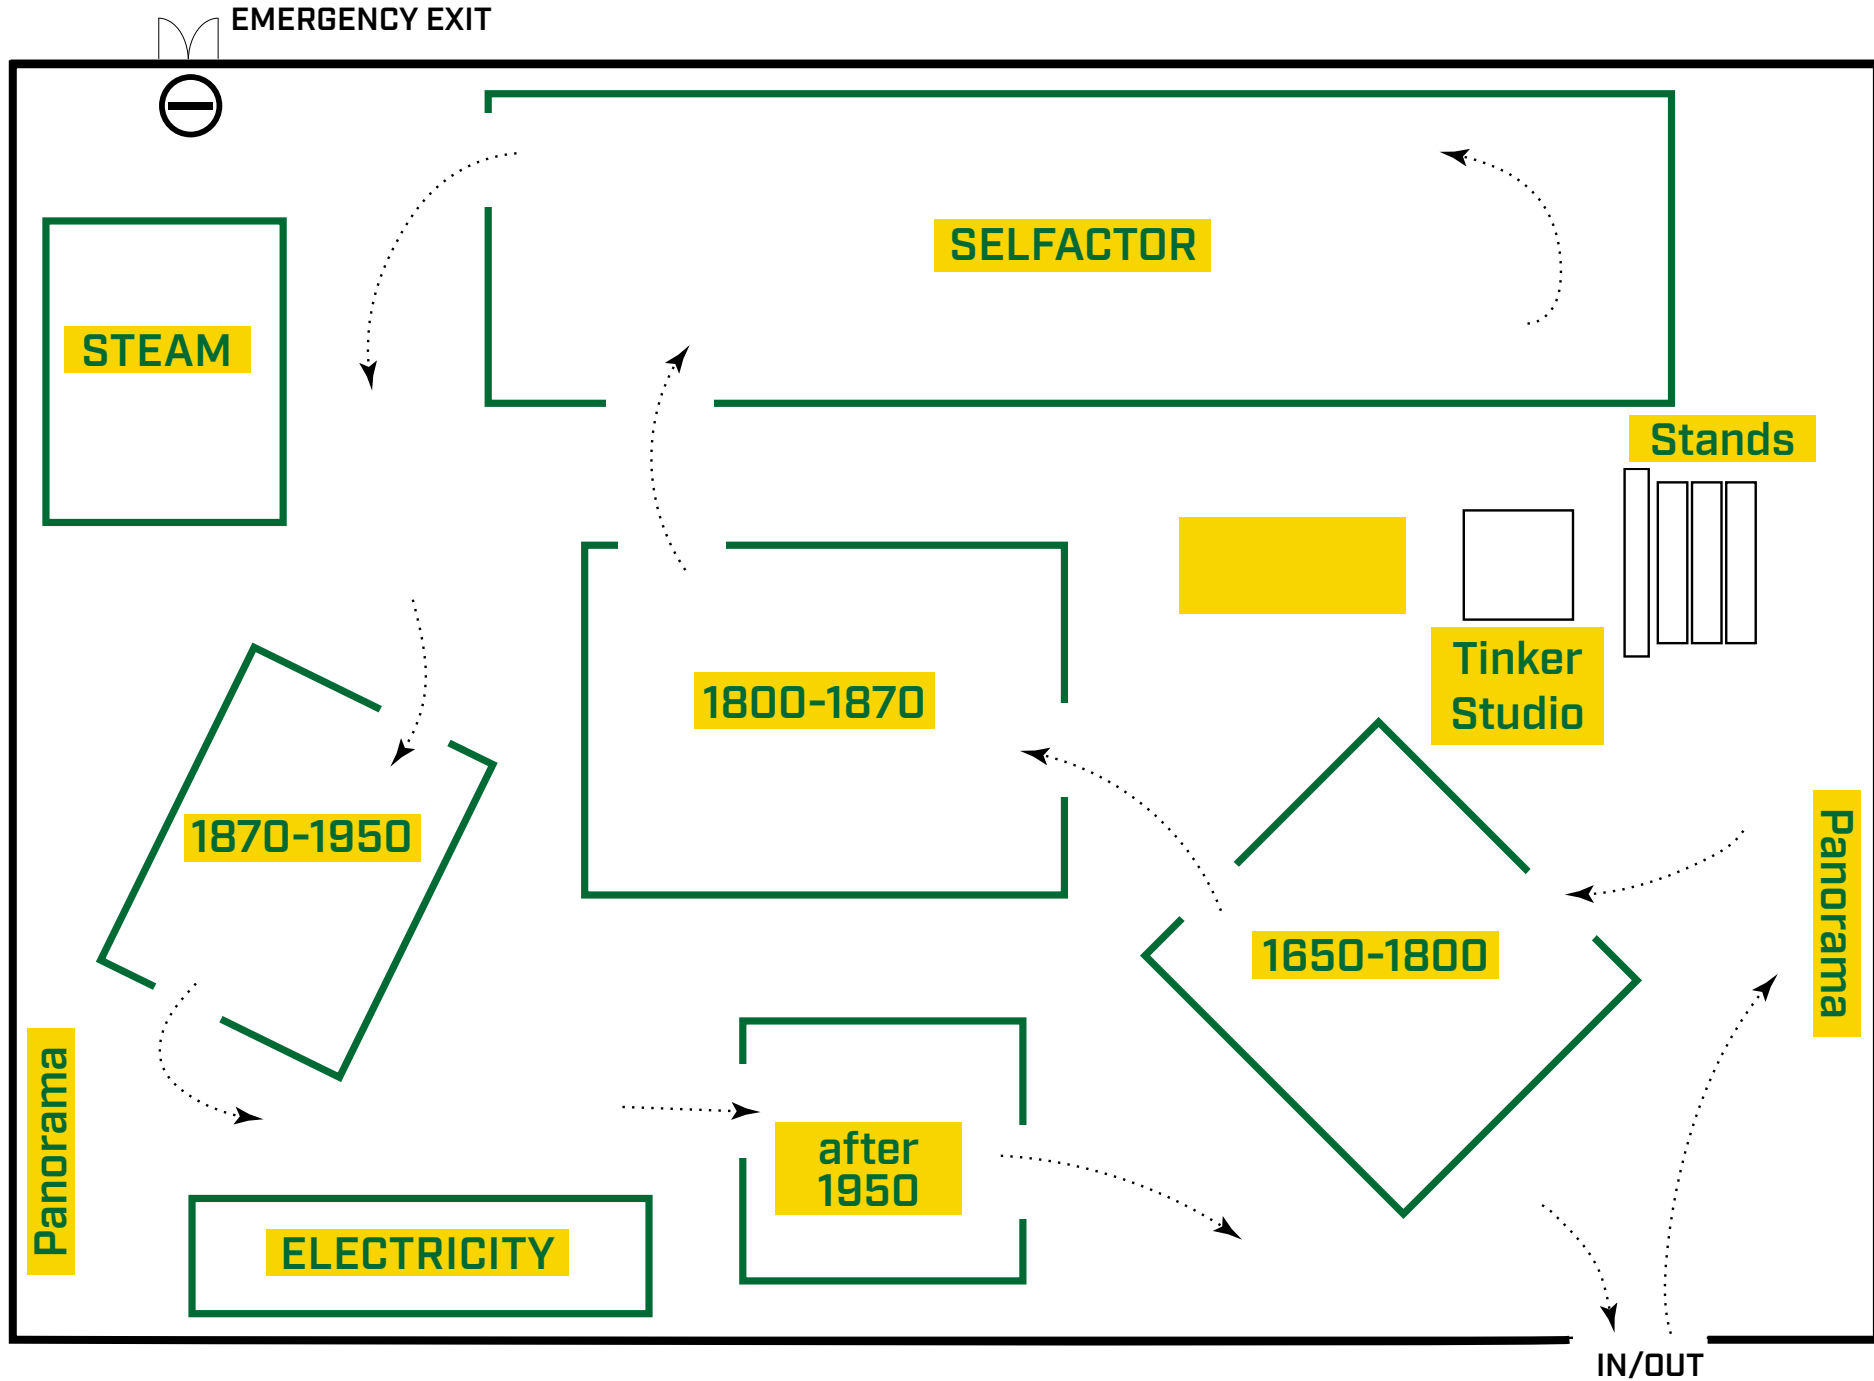 EMERGENCY EXIT
SELFACTOR
STEAM
Stands
Tinker
Studio
1800-1870
1870-1950
Panorama
1650-1800
Panorama
after
1950
ELECTRICITY
IN/OUT